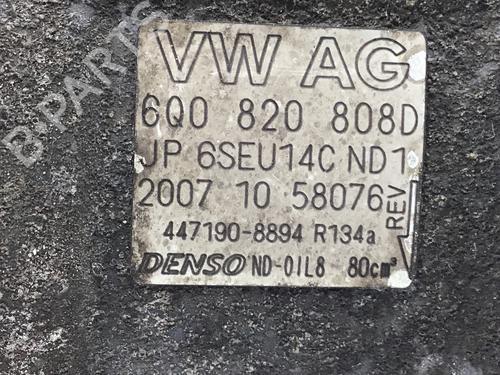 VW AG
6Q0 820 808D
JP 6SEU14C ND1
2007 10 58076
REV
447190-8894 R134a
DENSO ND-OIL8 80cm³
B-PARTS